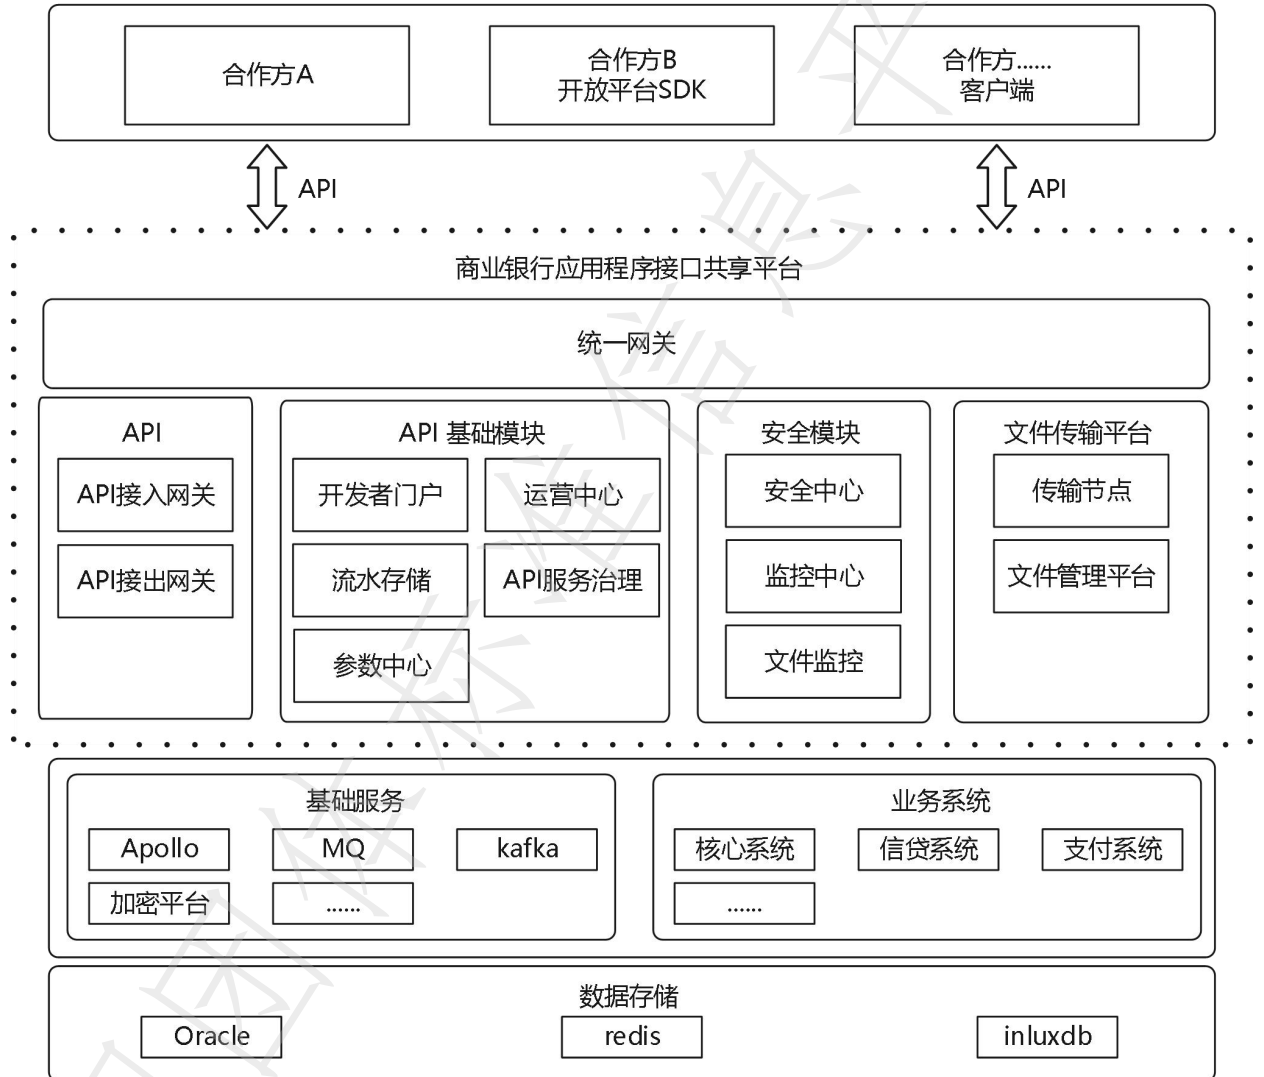 合作方A
合作方B
开放平台SDK
合作方......
客户端
API
API
商业银行应用程序接口共享平台
统一网关
API
API接入网关
API接出网关
API 基础模块
开发者门户
运营中心
流水存储
API服务治理
参数中心
安全模块
安全中心
监控中心
文件监控
文件传输平台
传输节点
文件管理平台
基础服务
Apollo
MQ
kafka
加密平台
......
业务系统
核心系统
信贷系统
支付系统
......
数据存储
Oracle
redis
inluxdb
团体标准信息平